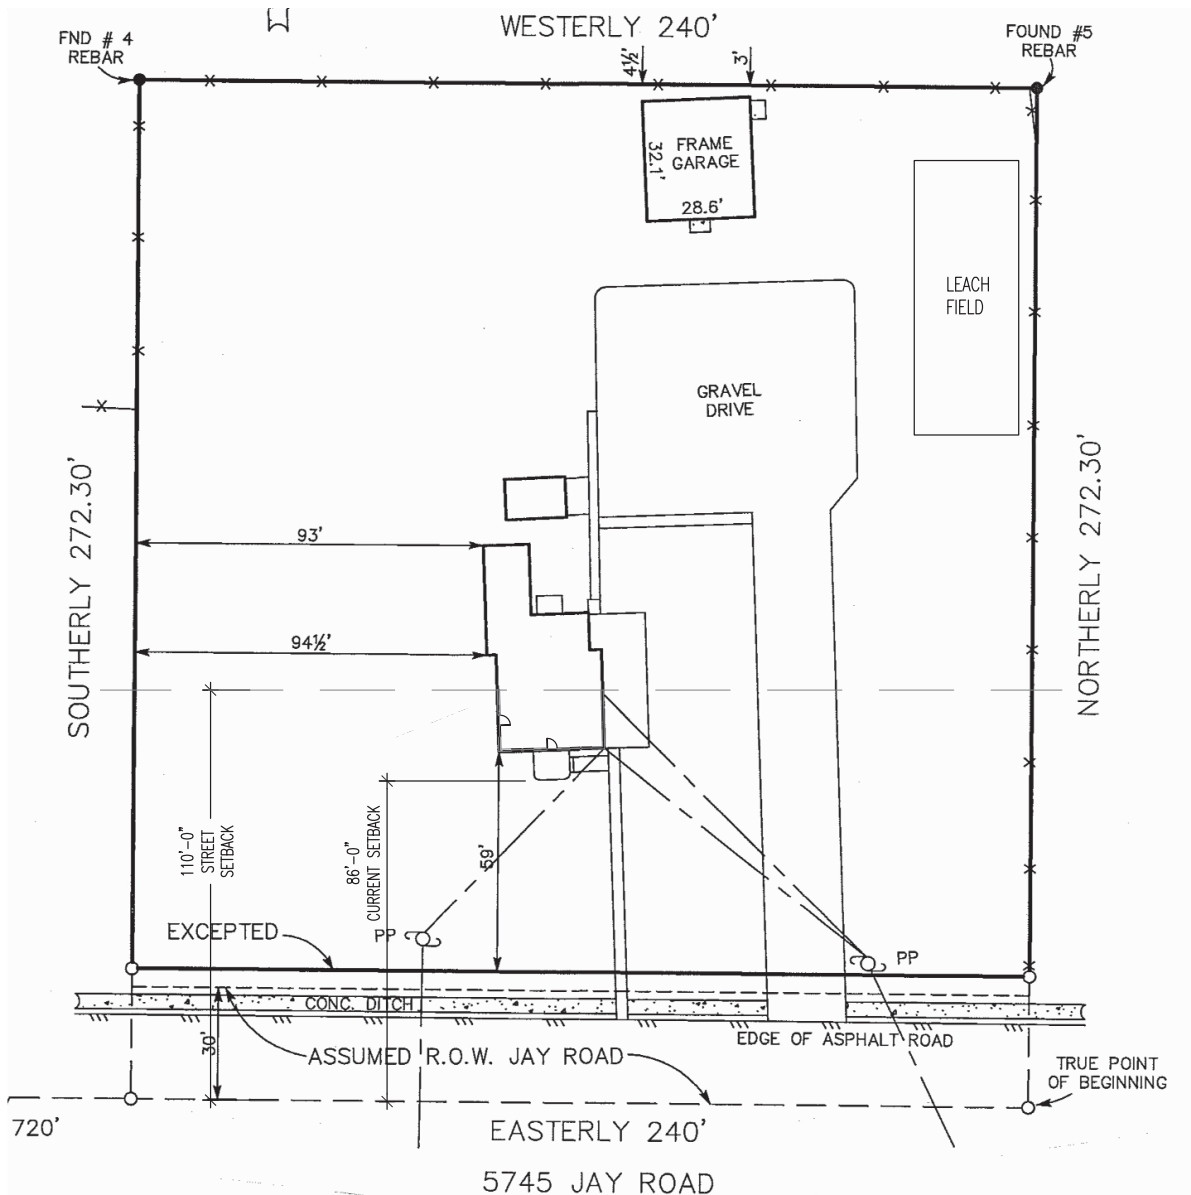 WESTERLY 240'
FND # 4
REBAR
FOUND #5
REBAR
4½'
3'
FRAME
GARAGE
32.1'
28.6'
LEACH
FIELD
GRAVEL
DRIVE
SOUTHERLY 272.30'
NORTHERLY 272.30'
93'
94½'
110'-0"
STREET
SETBACK
86'-0"
CURRENT SETBACK
59'
EXCEPTED
PP
PP
CONC. DITCH
30'
EDGE OF ASPHALT ROAD
ASSUMED R.O.W. JAY ROAD
TRUE POINT
OF BEGINNING
720'
EASTERLY 240'
5745 JAY ROAD